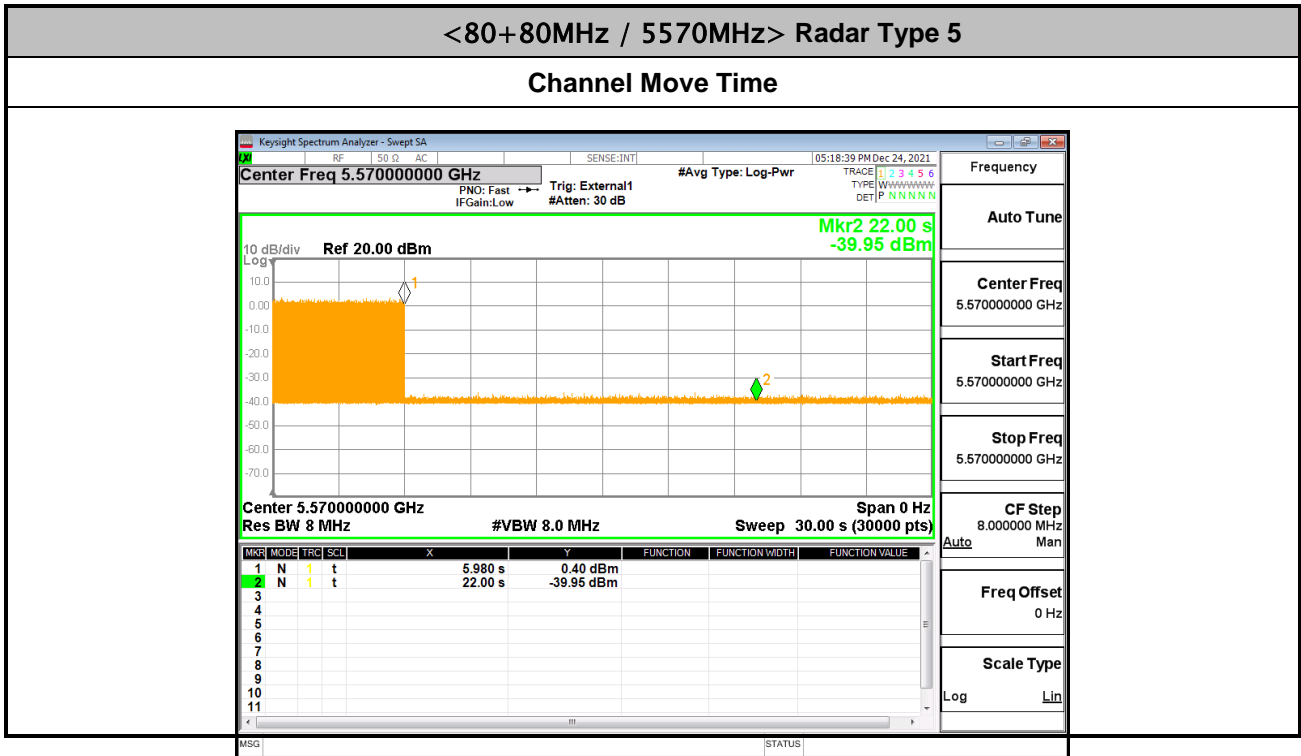 <80+80MHz / 5570MHz> Radar Type 5
Channel Move Time
Keysight Spectrum Analyzer - Swept SA
LXI RF 50 Ω AC SENSE:INT 05:18:39 PM Dec 24, 2021
Center Freq 5.570000000 GHz
PNO: Fast
IFGain:Low
Trig: External1
#Atten: 30 dB
#Avg Type: Log-Pwr
TRACE 1 2 3 4 5 6
TYPE WWWWWW
DET P N N N N N
Mkr2 22.00 s
-39.95 dBm
10 dB/div Ref 20.00 dBm
Log
10.0
0.00
-10.0
-20.0
-30.0
-40.0
-50.0
-60.0
-70.0
1
2
Center 5.570000000 GHz Span 0 Hz
Res BW 8 MHz #VBW 8.0 MHz Sweep 30.00 s (30000 pts)
MKR MODE TRC SCL X Y FUNCTION FUNCTION WIDTH FUNCTION VALUE
1 N 1 t 5.980 s 0.40 dBm
2 N 1 t 22.00 s -39.95 dBm
3
4
5
6
7
8
9
10
11
MSG STATUS
Frequency
Auto Tune
Center Freq
5.570000000 GHz
Start Freq
5.570000000 GHz
Stop Freq
5.570000000 GHz
CF Step
8.000000 MHz
Auto Man
Freq Offset
0 Hz
Scale Type
Log Lin